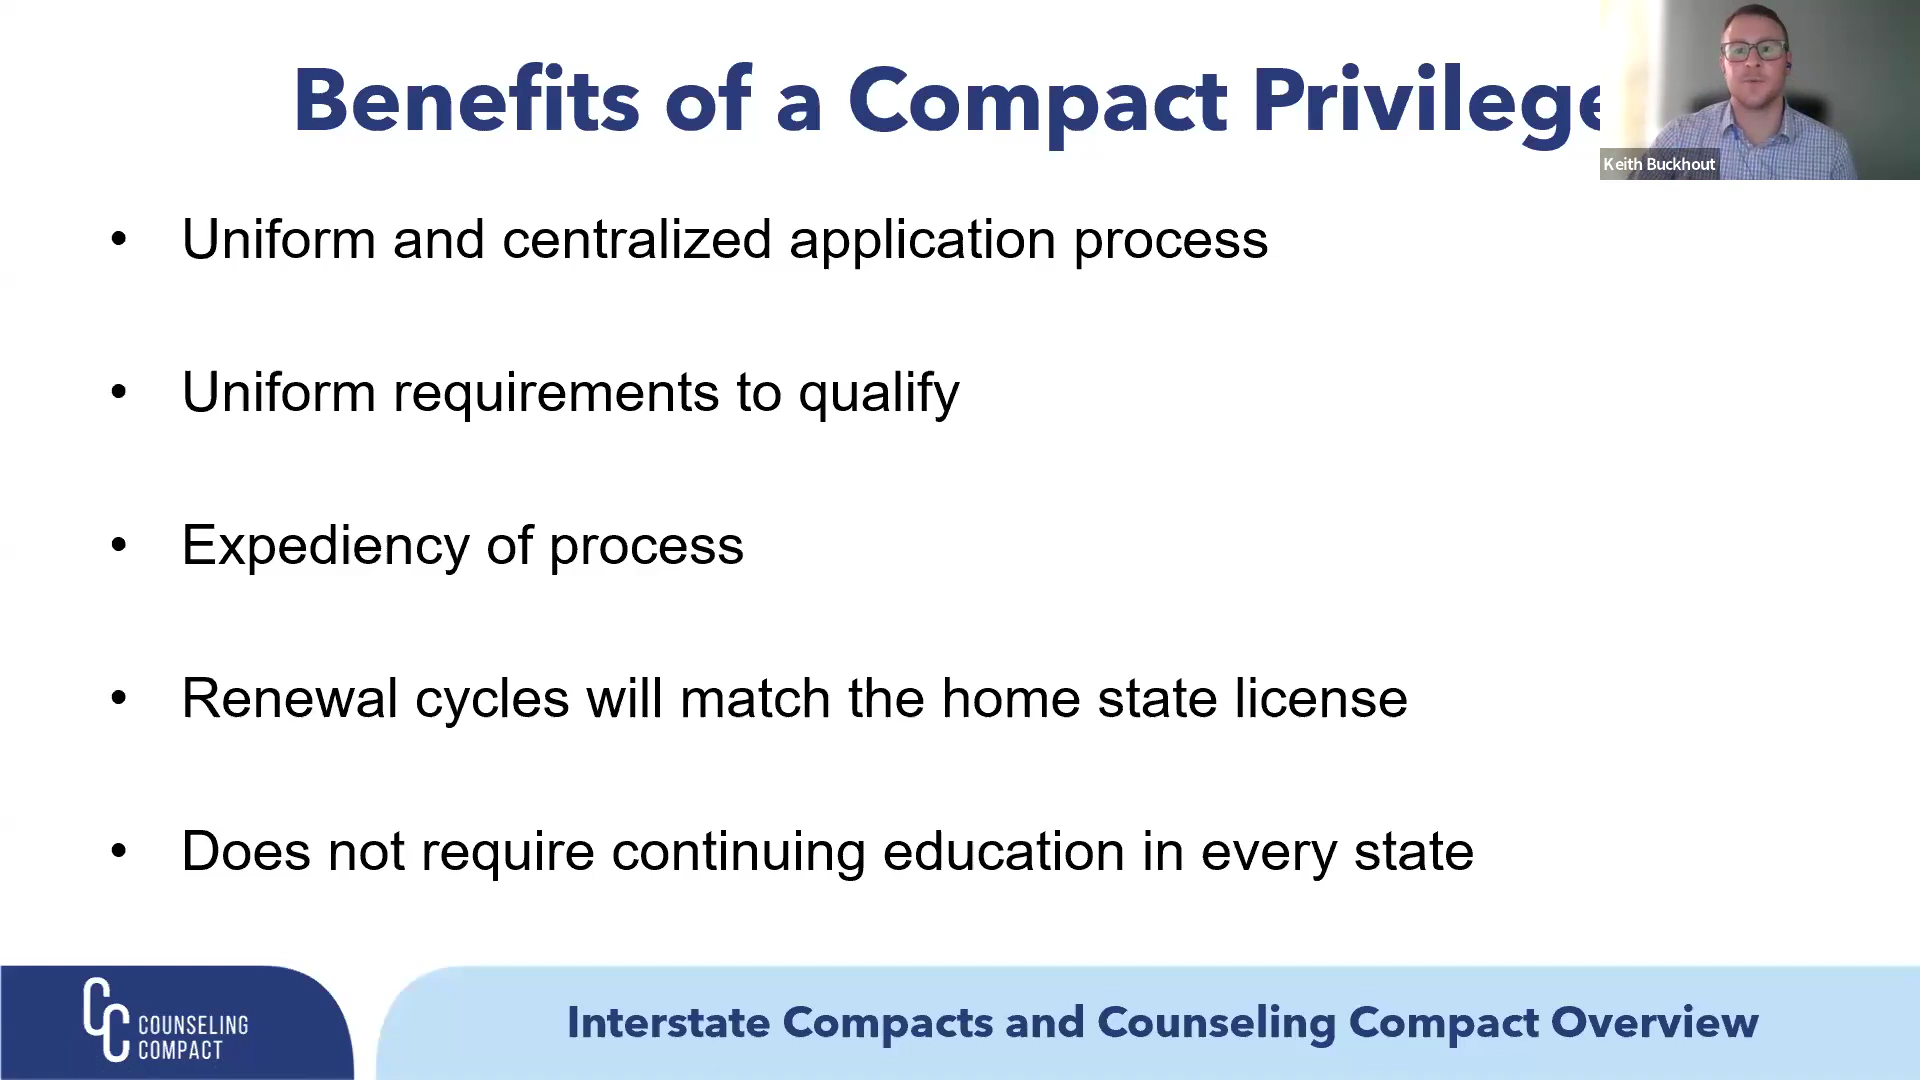 Benefits of a Compact Privilege
Keith Buckhout
• Uniform and centralized application process
• Uniform requirements to qualify
• Expediency of process
• Renewal cycles will match the home state license
• Does not require continuing education in every state
CC
COUNSELING
COMPACT
Interstate Compacts and Counseling Compact Overview